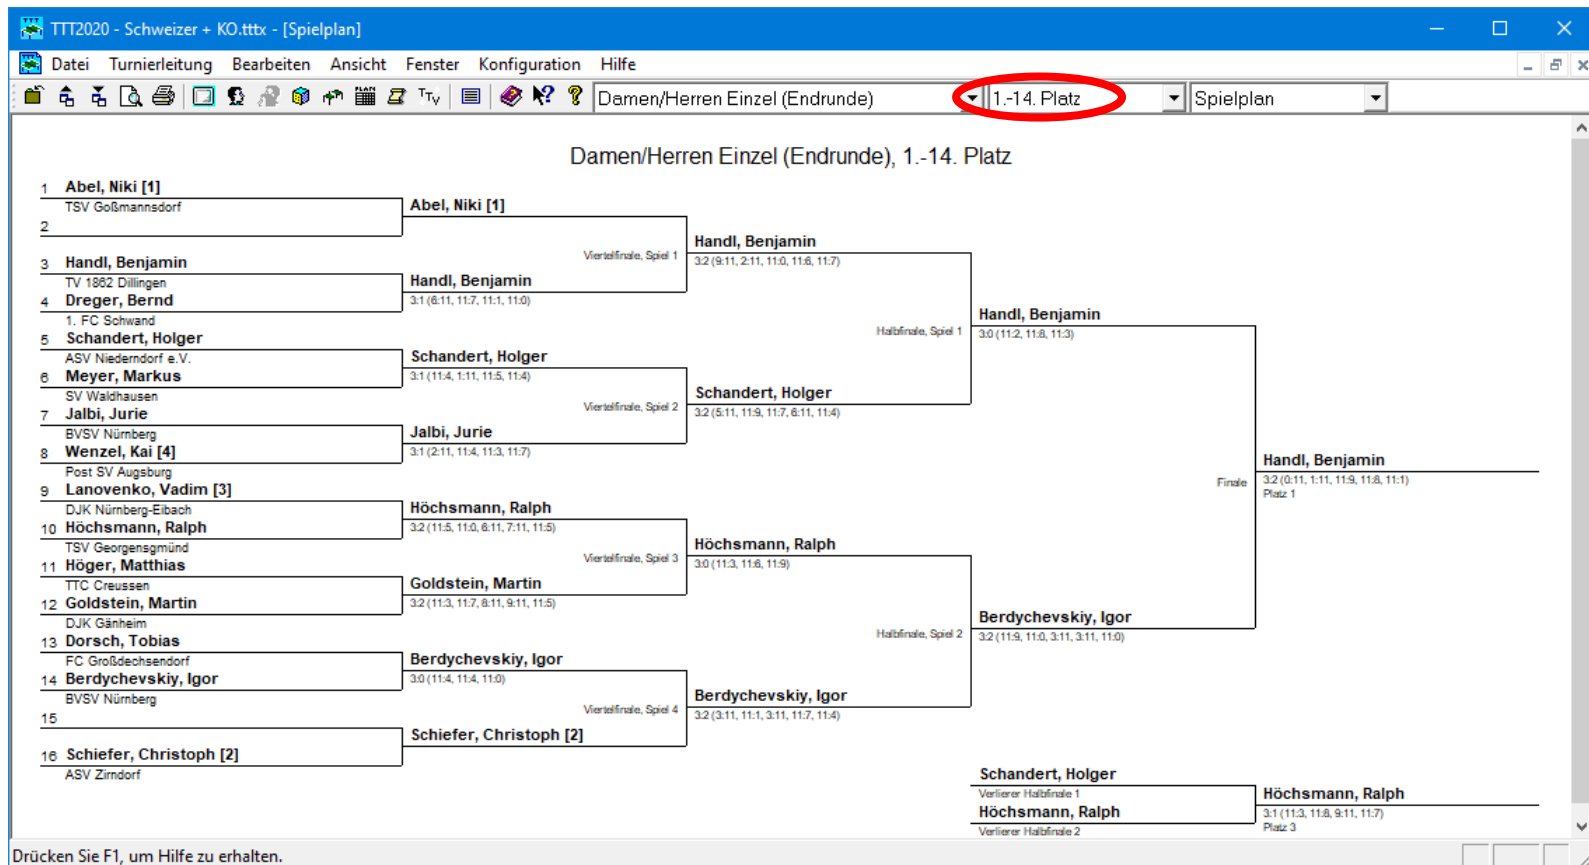 TTT2020 - Schweizer + KO.tttx - [Spielplan]
Datei Turnierleitung Bearbeiten Ansicht Fenster Konfiguration Hilfe
Damen/Herren Einzel (Endrunde) 1.-14. Platz Spielplan
Damen/Herren Einzel (Endrunde), 1.-14. Platz
1 Abel, Niki [1]
TSV Goßmannsdorf
2
3 Handl, Benjamin
TV 1862 Dillingen
4 Dreger, Bernd
1. FC Schwand
5 Schandert, Holger
ASV Niederndorf e.V.
6 Meyer, Markus
SV Waldhausen
7 Jalbi, Jurie
BVSV Nürnberg
8 Wenzel, Kai [4]
Post SV Augsburg
9 Lanovenko, Vadim [3]
DJK Nürnberg-Eibach
10 Höchsmann, Ralph
TSV Georgensgmünd
11 Höger, Matthias
TTC Creussen
12 Goldstein, Martin
DJK Gänheim
13 Dorsch, Tobias
FC Großdechsendorf
14 Berdychevskiy, Igor
BVSV Nürnberg
15
16 Schiefer, Christoph [2]
ASV Zirndorf
Abel, Niki [1]
Handl, Benjamin
3:1 (6:11, 11:7, 11:1, 11:0)
Schandert, Holger
3:1 (11:4, 1:11, 11:5, 11:4)
Jalbi, Jurie
3:1 (2:11, 11:4, 11:3, 11:7)
Höchsmann, Ralph
3:2 (11:5, 11:0, 6:11, 7:11, 11:5)
Goldstein, Martin
3:2 (11:3, 11:7, 8:11, 9:11, 11:5)
Berdychevskiy, Igor
3:0 (11:4, 11:4, 11:0)
Schiefer, Christoph [2]
Viertelfinale, Spiel 1
Handl, Benjamin
3:2 (9:11, 2:11, 11:0, 11:6, 11:7)
Viertelfinale, Spiel 2
Schandert, Holger
3:2 (5:11, 11:9, 11:7, 6:11, 11:4)
Viertelfinale, Spiel 3
Höchsmann, Ralph
3:0 (11:3, 11:6, 11:9)
Viertelfinale, Spiel 4
Berdychevskiy, Igor
3:2 (3:11, 11:1, 3:11, 11:7, 11:4)
Halbfinale, Spiel 1
Handl, Benjamin
3:0 (11:2, 11:8, 11:3)
Halbfinale, Spiel 2
Berdychevskiy, Igor
3:2 (11:9, 11:0, 3:11, 3:11, 11:0)
Finale
Handl, Benjamin
3:2 (0:11, 1:11, 11:9, 11:8, 11:1)
Platz 1
Schandert, Holger
Verlierer Halbfinale 1
Höchsmann, Ralph
Verlierer Halbfinale 2
Höchsmann, Ralph
3:1 (11:3, 11:8, 9:11, 11:7)
Platz 3
Drücken Sie F1, um Hilfe zu erhalten.